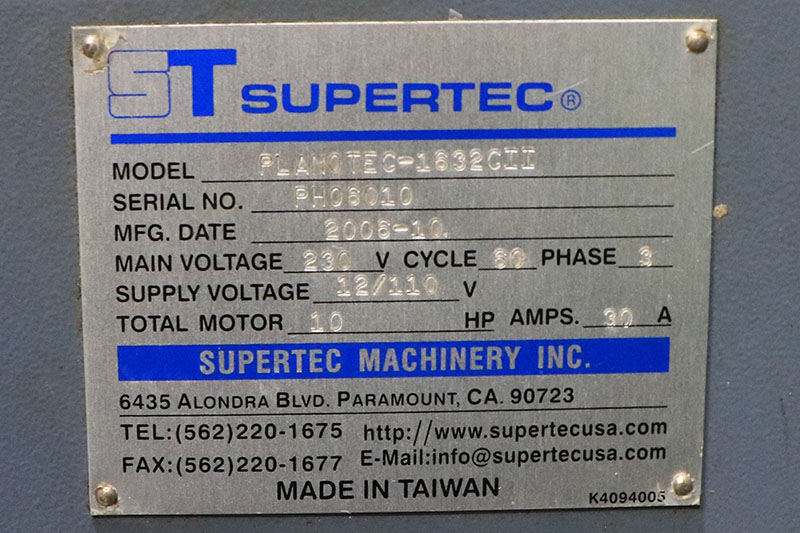 ST SUPERTEC®
MODEL PLANOTEC-1632CII
SERIAL NO. PH06010
MFG. DATE 2006-10
MAIN VOLTAGE 230 V CYCLE 60 PHASE 3
SUPPLY VOLTAGE 12/110 V
TOTAL MOTOR 10 HP AMPS. 30 A
SUPERTEC MACHINERY INC.
6435 ALONDRA BLVD. PARAMOUNT, CA. 90723
TEL:(562)220-1675 http://www.supertecusa.com
FAX:(562)220-1677 E-Mail:info@supertecusa.com
MADE IN TAIWAN
K4094005